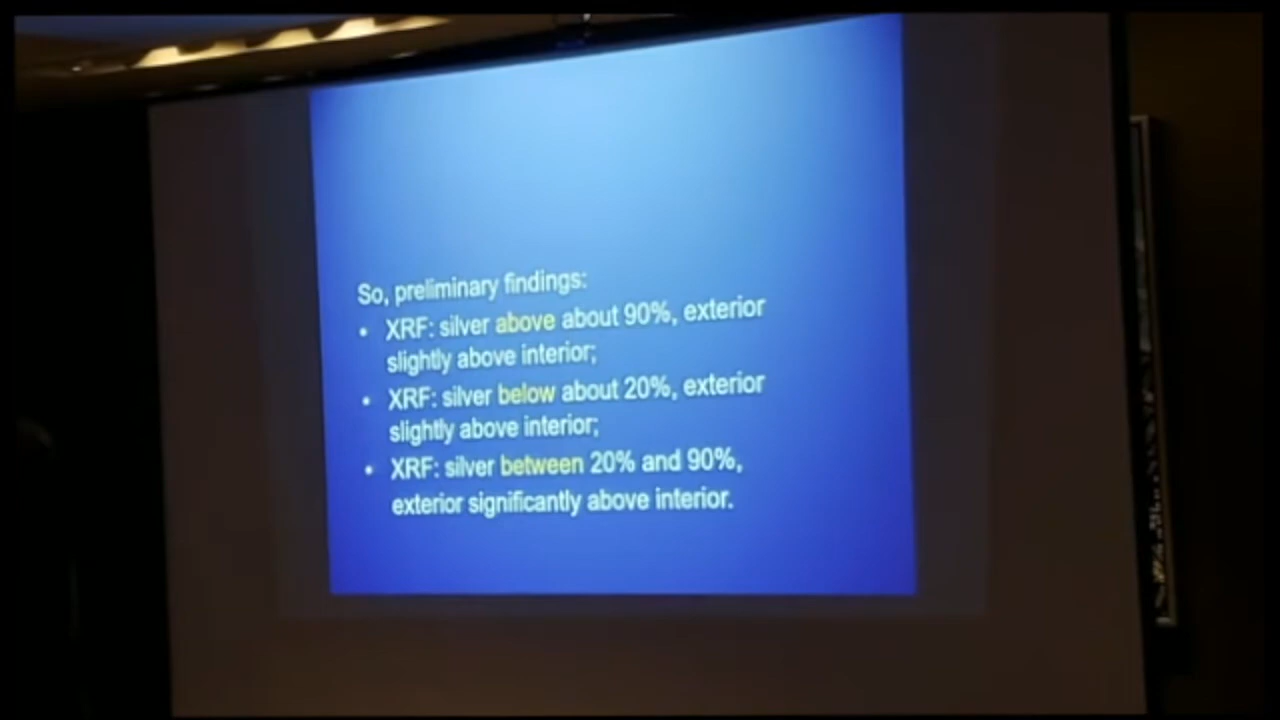 So, preliminary findings:
• XRF: silver above about 90%, exterior
slightly above interior;
• XRF: silver below about 20%, exterior
slightly above interior;
• XRF: silver between 20% and 90%,
exterior significantly above interior.